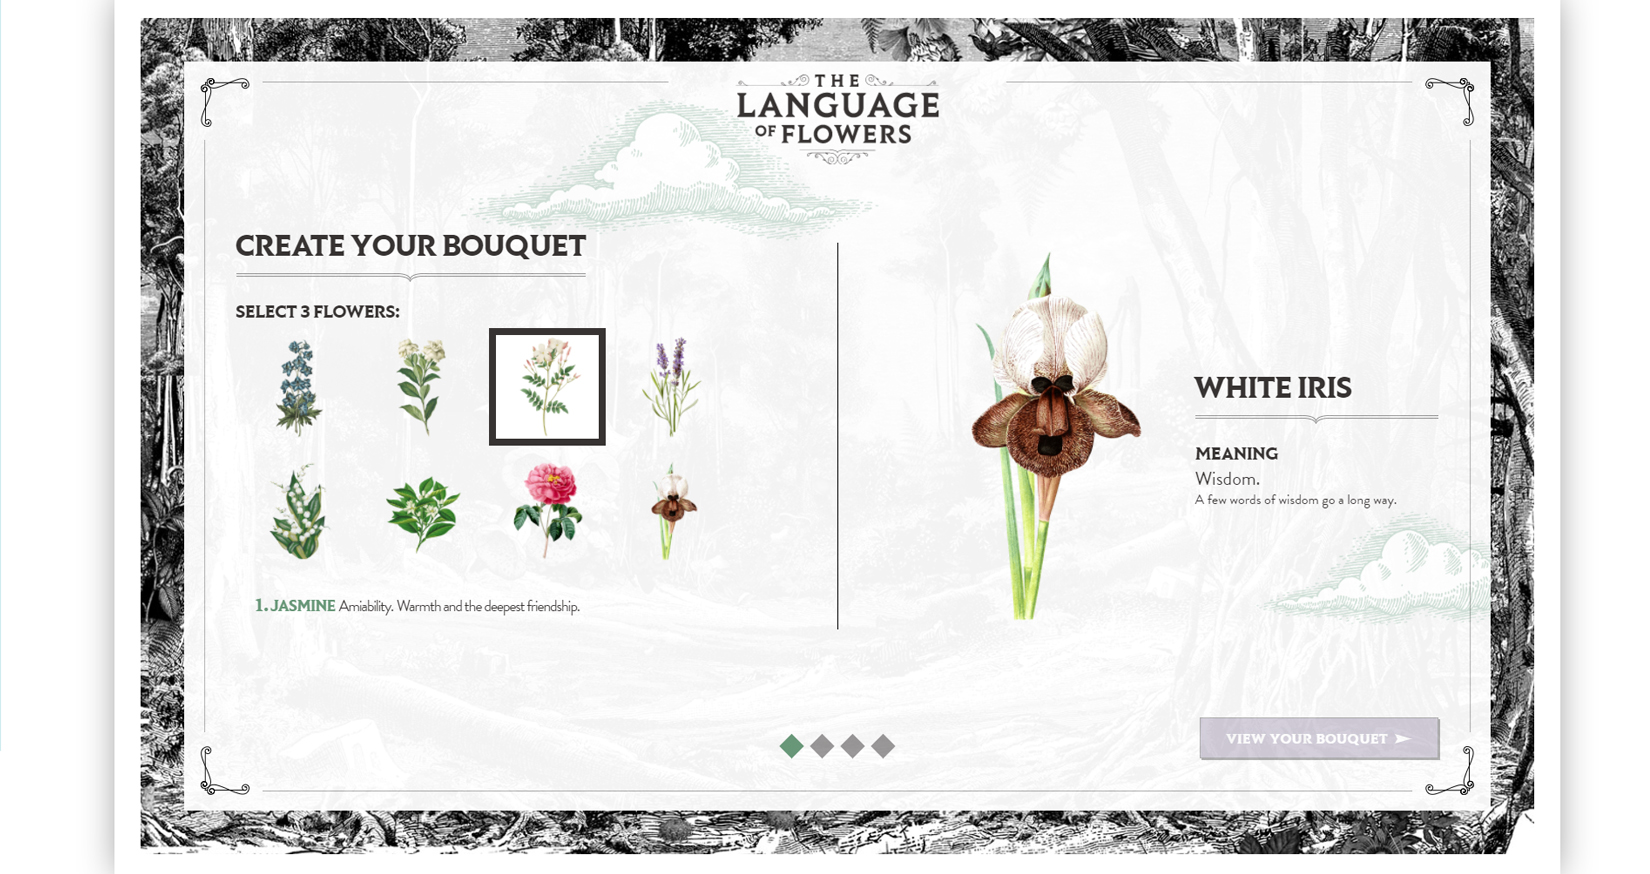 THE
LANGUAGE
OF FLOWERS
CREATE YOUR BOUQUET
SELECT 3 FLOWERS:
1. JASMINE Amiability. Warmth and the deepest friendship.
WHITE IRIS
MEANING
Wisdom.
A few words of wisdom go a long way.
VIEW YOUR BOUQUET